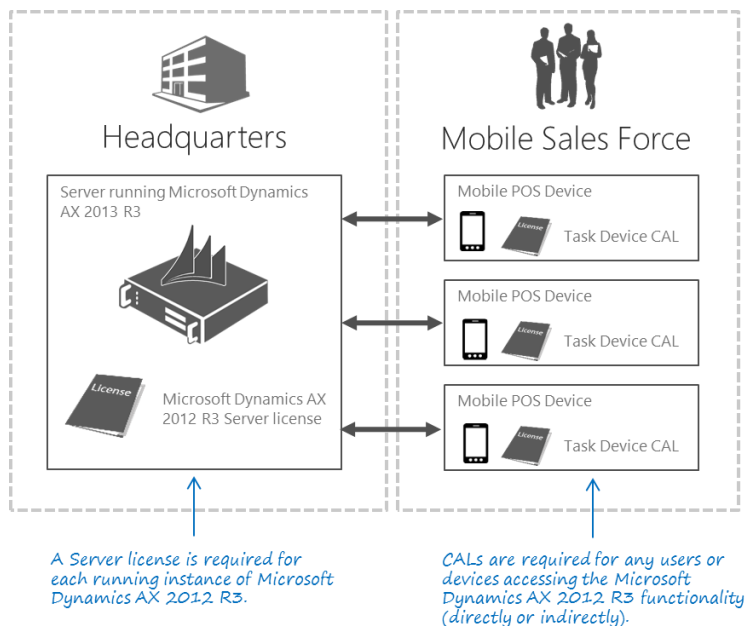 Headquarters
Server running Microsoft Dynamics
AX 2013 R3
License
Microsoft Dynamics AX
2012 R3 Server license
Mobile Sales Force
Mobile POS Device
License
Task Device CAL
Mobile POS Device
License
Task Device CAL
Mobile POS Device
License
Task Device CAL
A Server license is required for
each running instance of Microsoft
Dynamics AX 2012 R3.
CALs are required for any users or
devices accessing the Microsoft
Dynamics AX 2012 R3 functionality
(directly or indirectly).